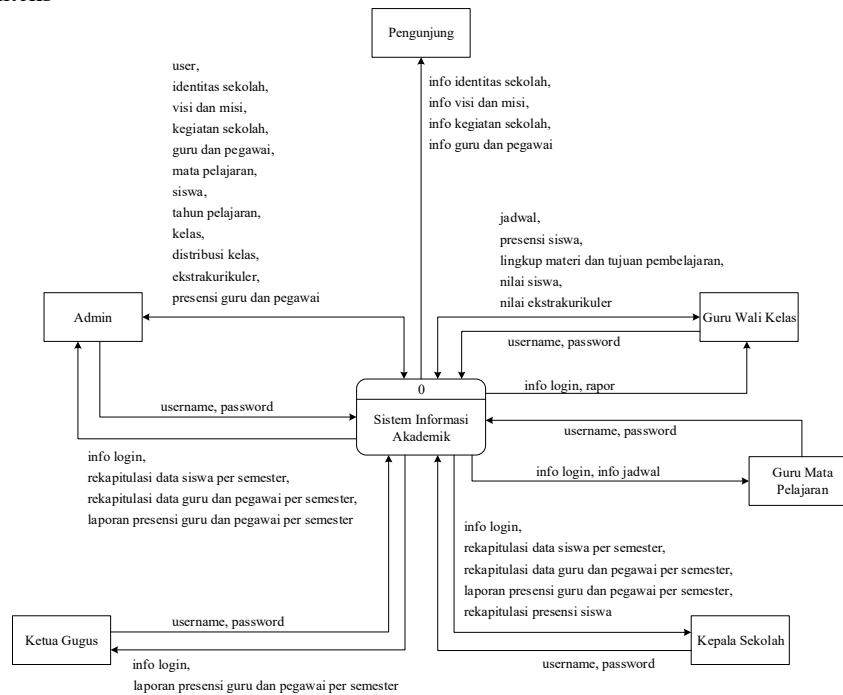 Pengunjung
user,
identitas sekolah,
visi dan misi,
kegiatan sekolah,
guru dan pegawai,
mata pelajaran,
siswa,
tahun pelajaran,
kelas,
distribusi kelas,
ekstrakurikuler,
presensi guru dan pegawai
info identitas sekolah,
info visi dan misi,
info kegiatan sekolah,
info guru dan pegawai
jadwal,
presensi siswa,
lingkup materi dan tujuan pembelajaran,
nilai siswa,
nilai ekstrakurikuler
Admin
Guru Wali Kelas
username, password
info login, rapor
0
Sistem Informasi
Akademik
username, password
username, password
info login,
rekapitulasi data siswa per semester,
rekapitulasi data guru dan pegawai per semester,
laporan presensi guru dan pegawai per semester
info login, info jadwal
Guru Mata
Pelajaran
info login,
rekapitulasi data siswa per semester,
rekapitulasi data guru dan pegawai per semester,
laporan presensi guru dan pegawai per semester,
rekapitulasi presensi siswa
Ketua Gugus
username, password
info login,
laporan presensi guru dan pegawai per semester
Kepala Sekolah
username, password